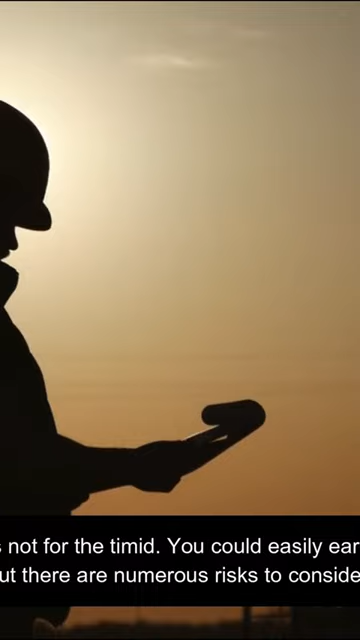 not for the timid. You could easily
there are numerous risks to